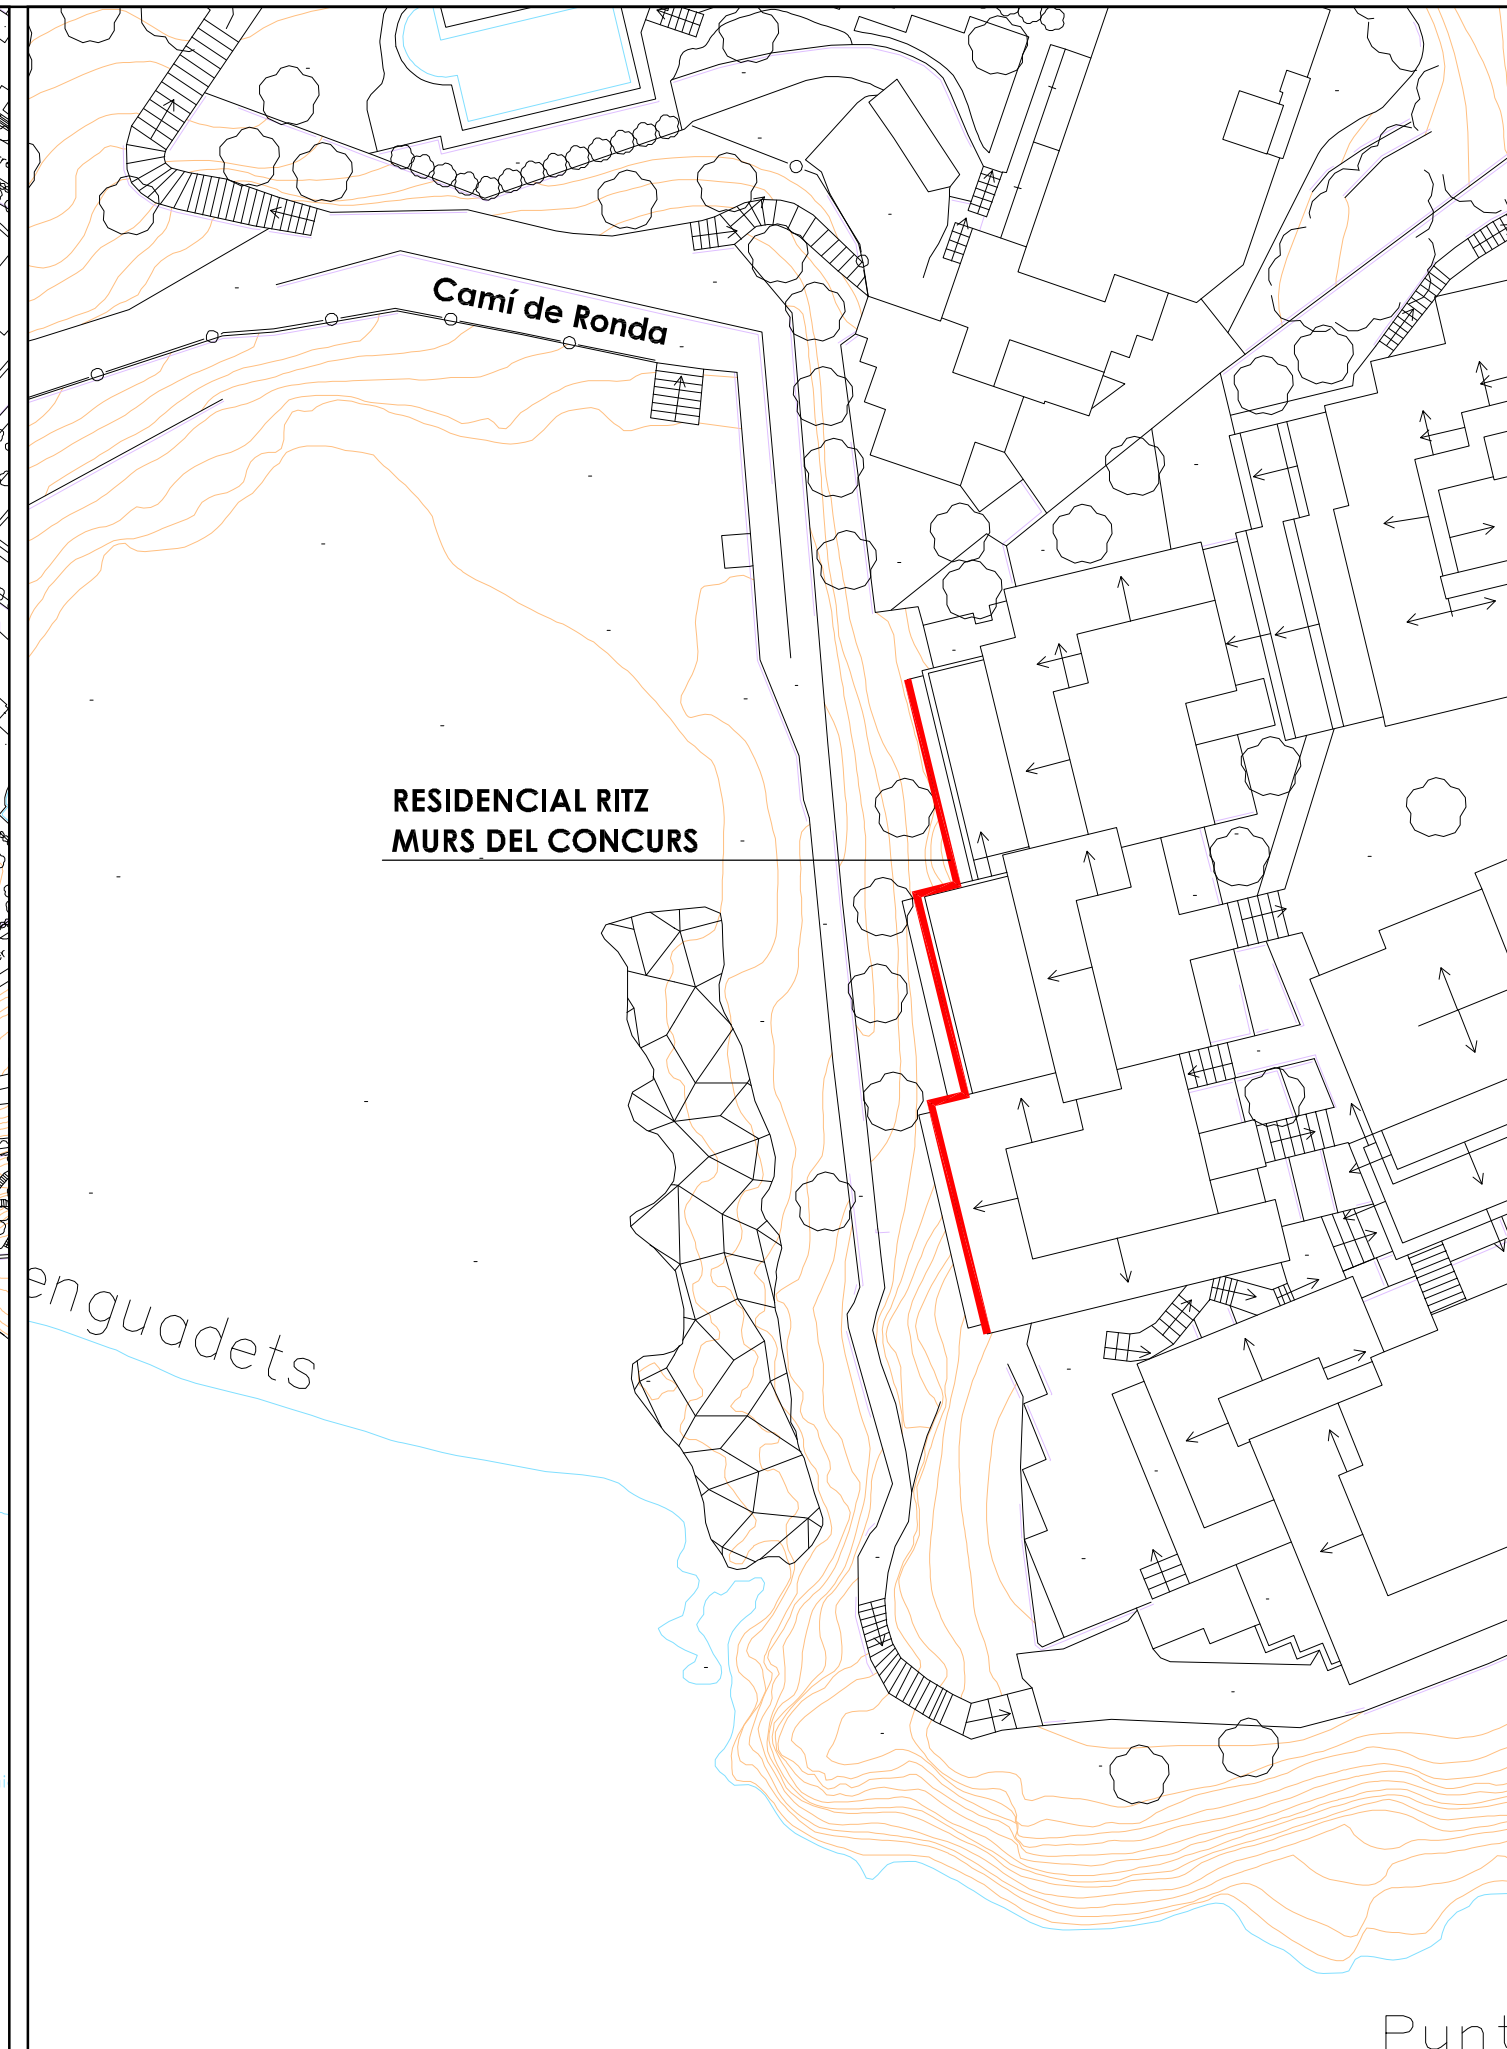 Camí de Ronda
RESIDENCIAL RITZ
MURS DEL CONCURS
enguadets
Punt